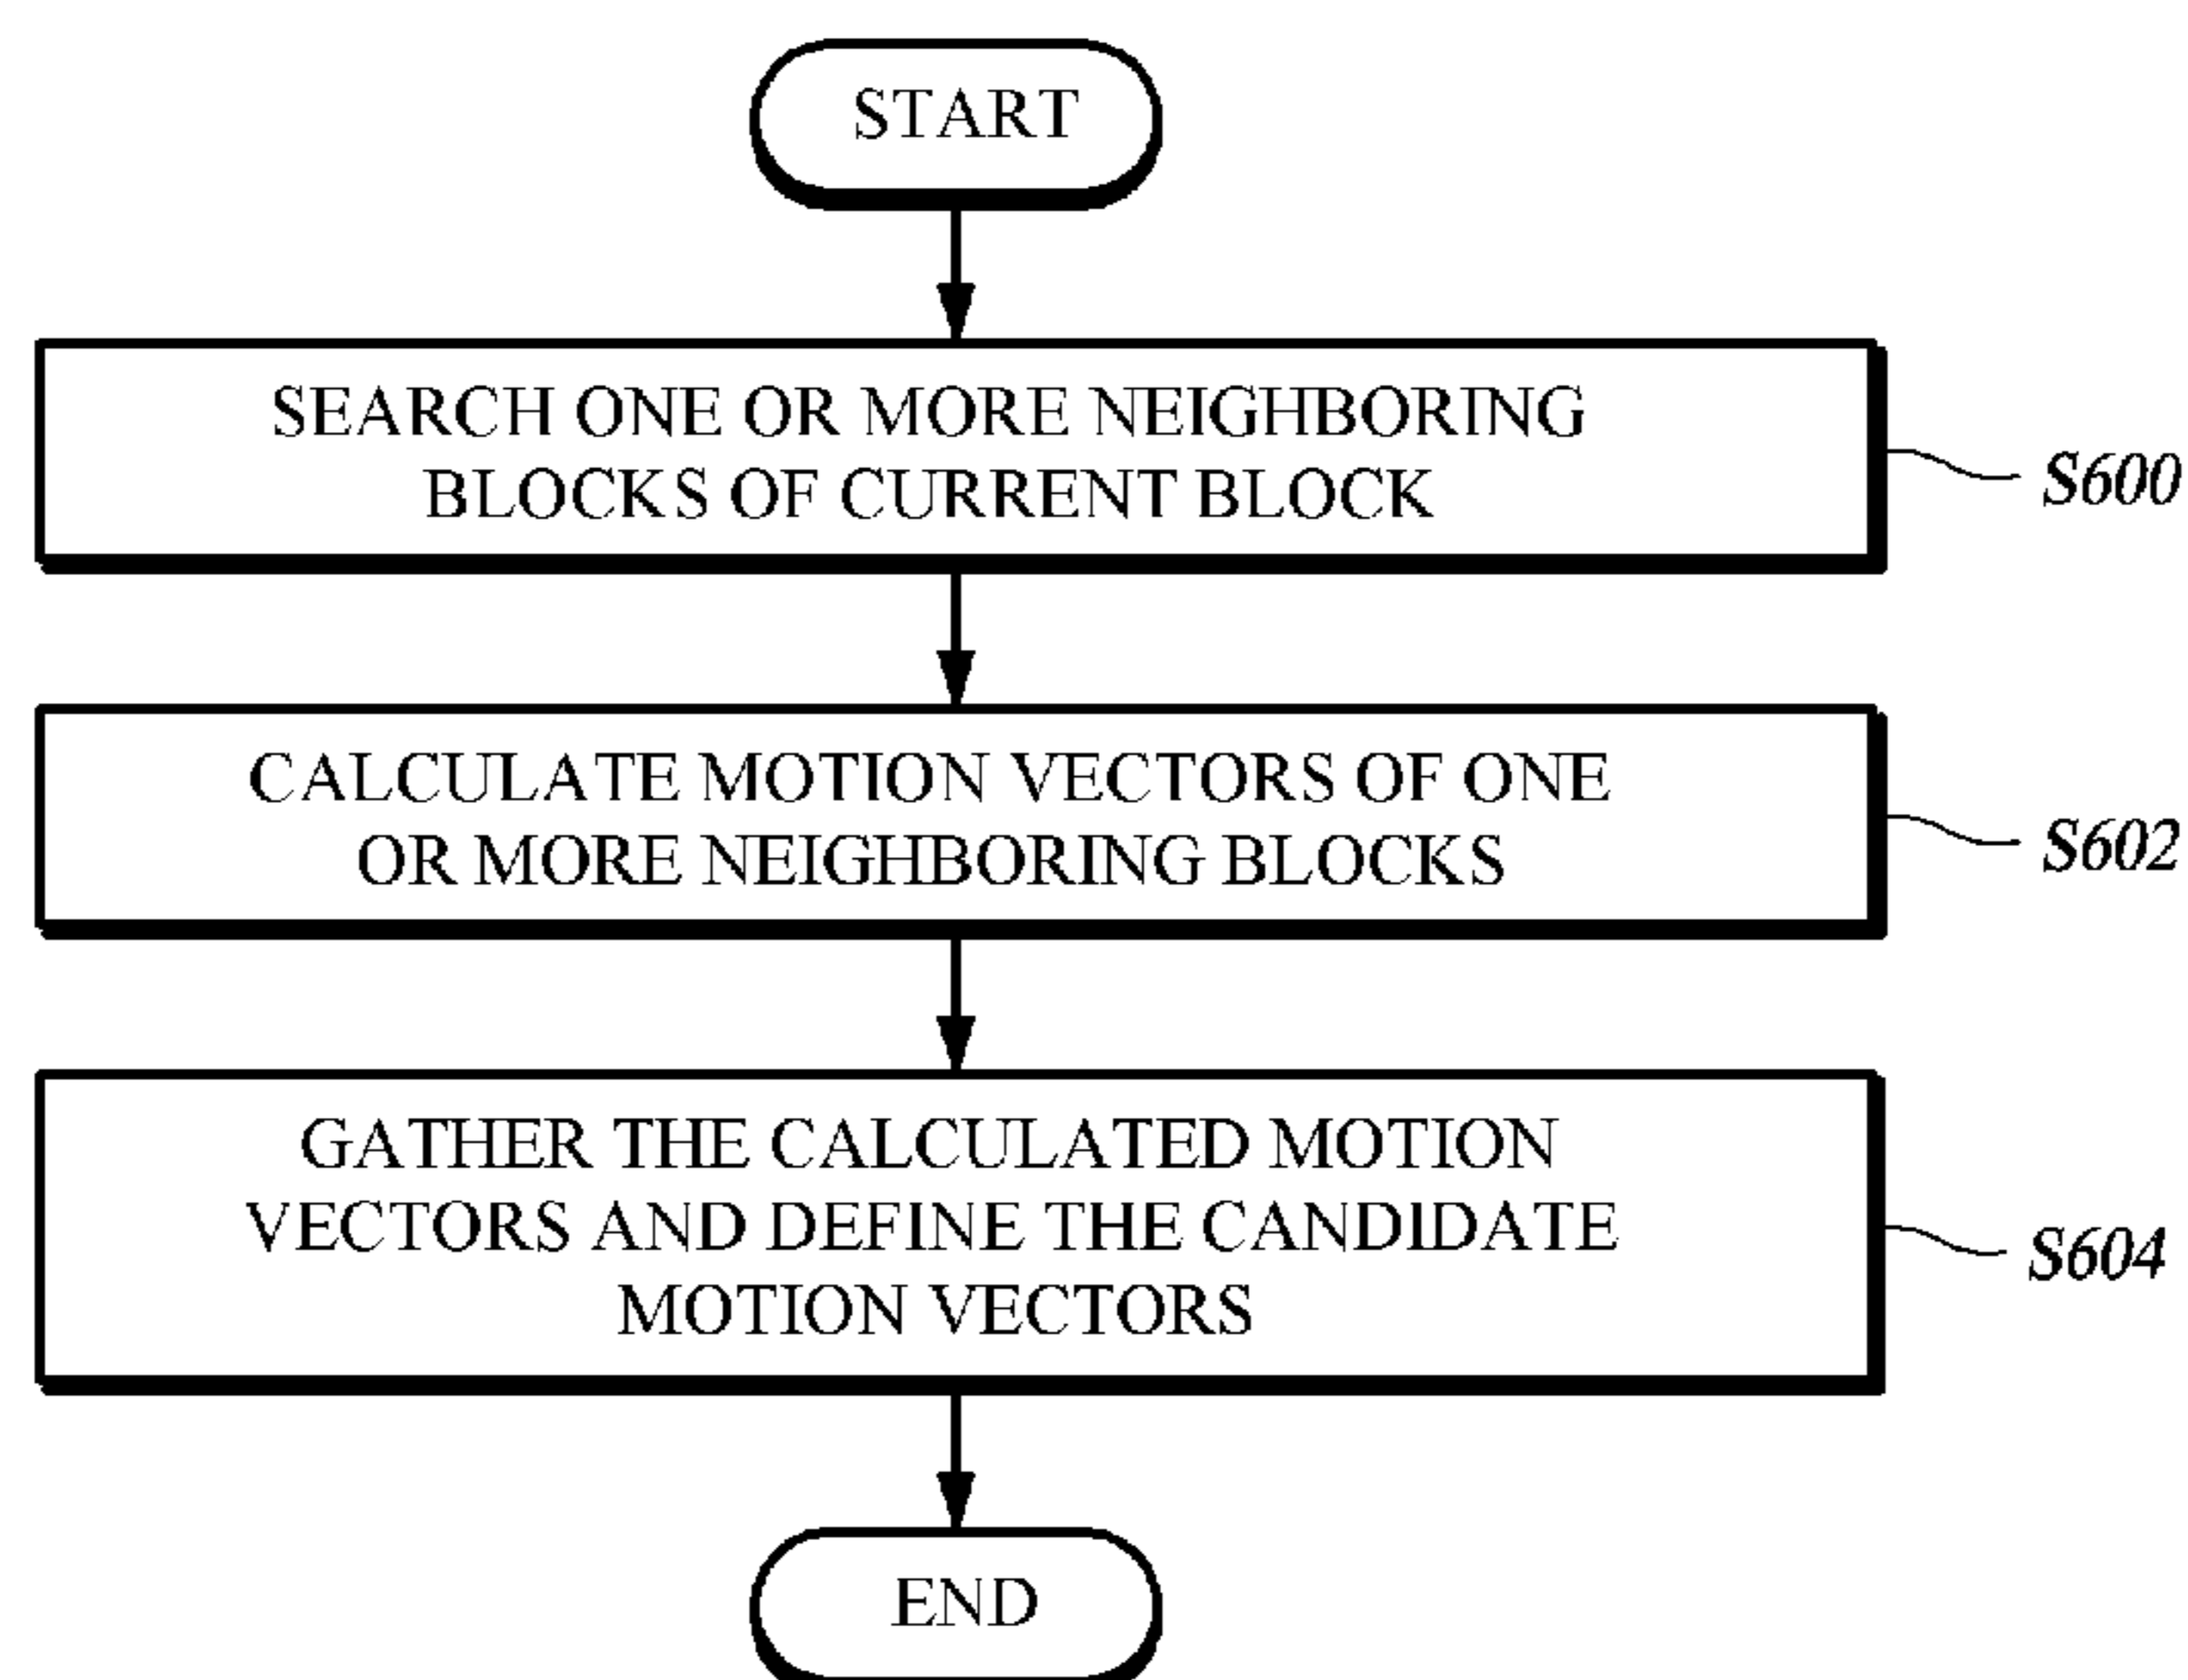 START
SEARCH ONE OR MORE NEIGHBORING
BLOCKS OF CURRENT BLOCK
S600
CALCULATE MOTION VECTORS OF ONE
OR MORE NEIGHBORING BLOCKS
S602
GATHER THE CALCULATED MOTION
VECTORS AND DEFINE THE CANDIDATE
MOTION VECTORS
S604
END